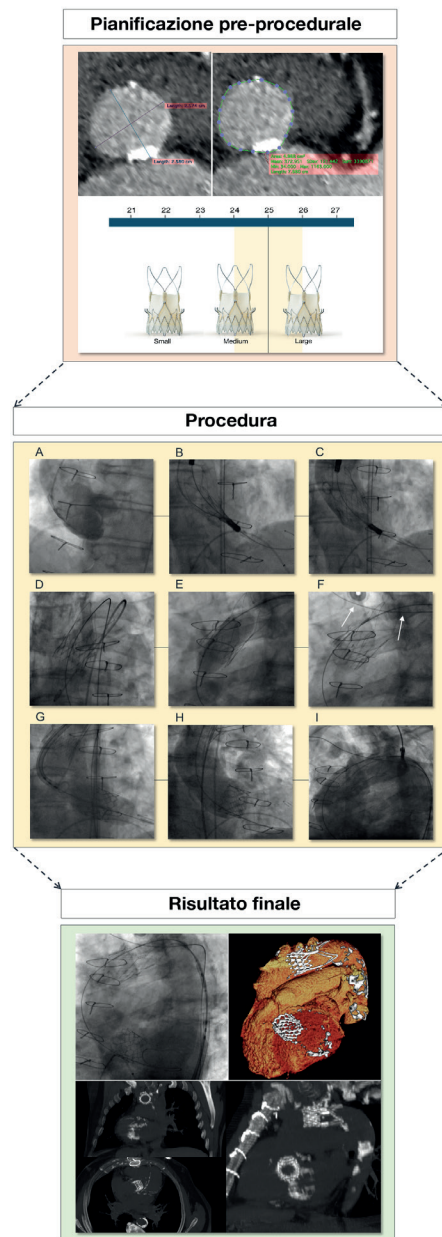 Pianificazione pre-procedurale
21 22 23 24 25 26 27
Small Medium Large
Procedura
A B C
D E F
G H I
Risultato finale